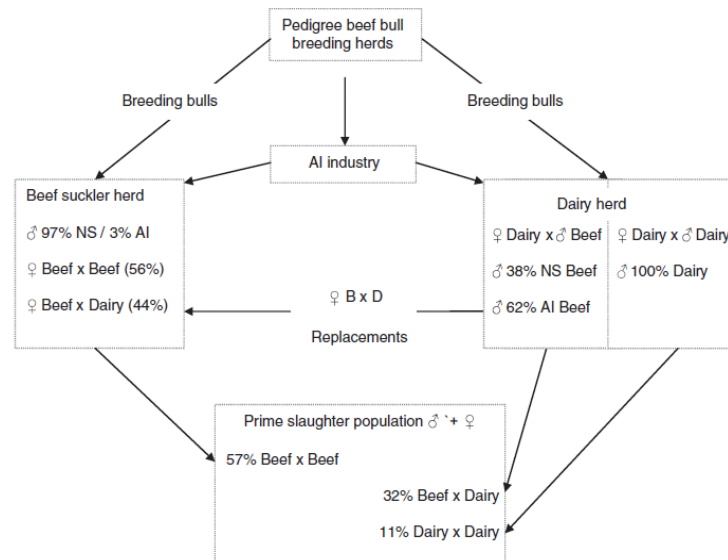 Pedigree beef bull
breeding herds
Breeding bulls
Breeding bulls
AI industry
Beef suckler herd
♂ 97% NS / 3% AI
♀ Beef x Beef (56%)
♀ Beef x Dairy (44%)
Dairy herd
♀ Dairy x ♂ Beef
♂ 38% NS Beef
♂ 62% AI Beef
♀ Dairy x ♂ Dairy
♂ 100% Dairy
♀ B x D
Replacements
Prime slaughter population ♂ `+ ♀
57% Beef x Beef
32% Beef x Dairy
11% Dairy x Dairy